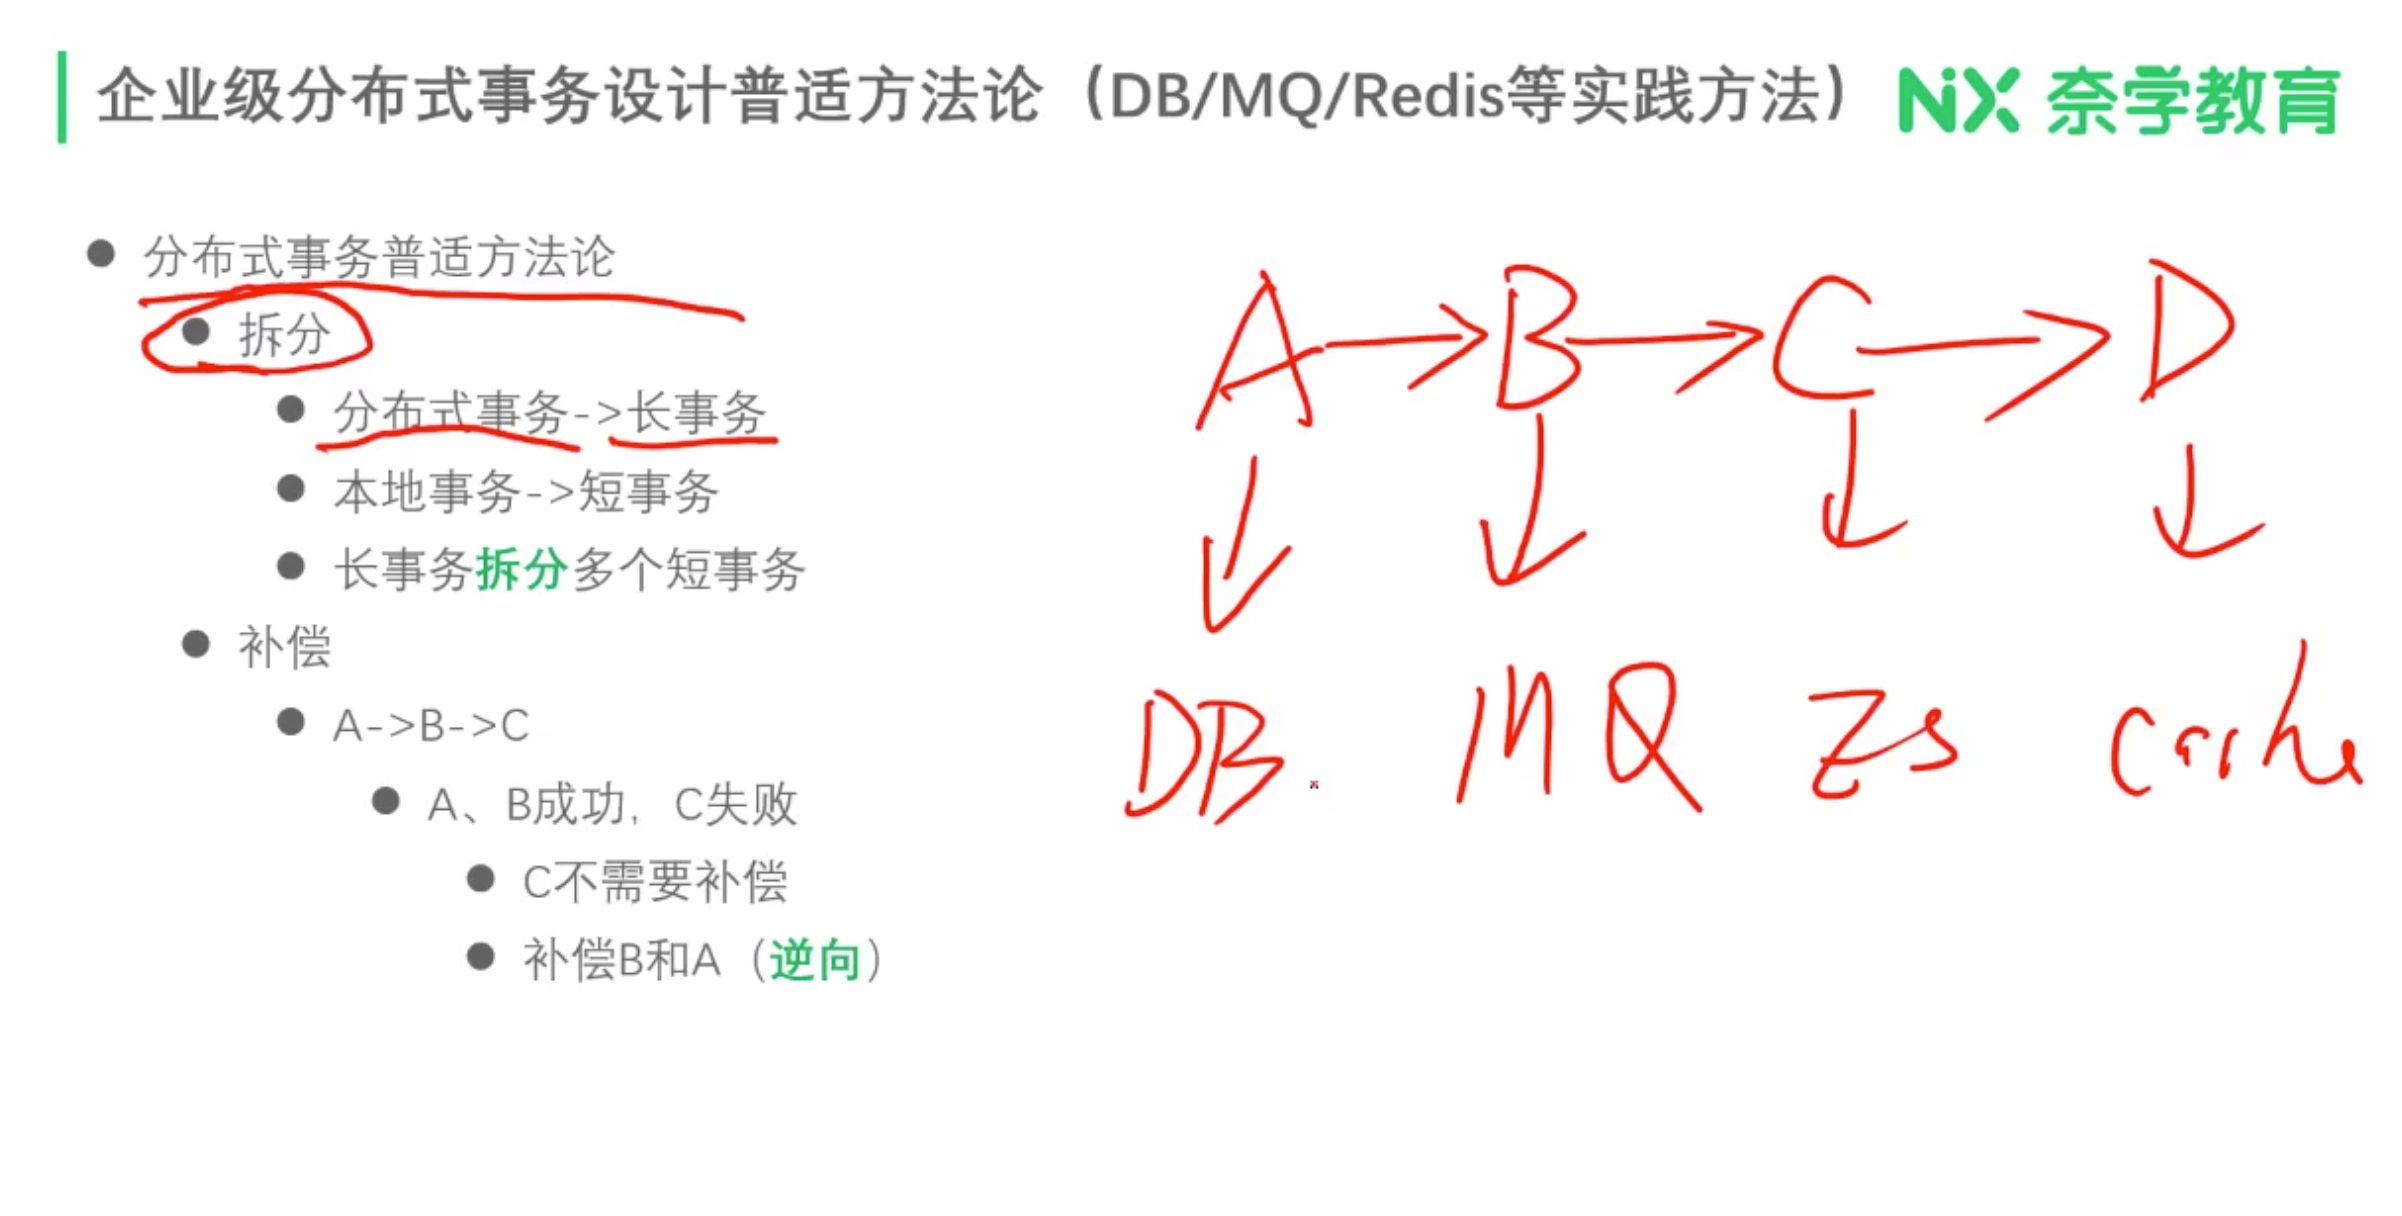 企业级分布式事务设计普适方法论（DB/MQ/Redis等实践方法）
NX 奈学教育
分布式事务普适方法论
拆分
分布式事务->长事务
本地事务->短事务
长事务拆分多个短事务
补偿
A->B->C
A、B成功，C失败
C不需要补偿
补偿B和A（逆向）
A → B → C → D
DB. MQ ES Cache